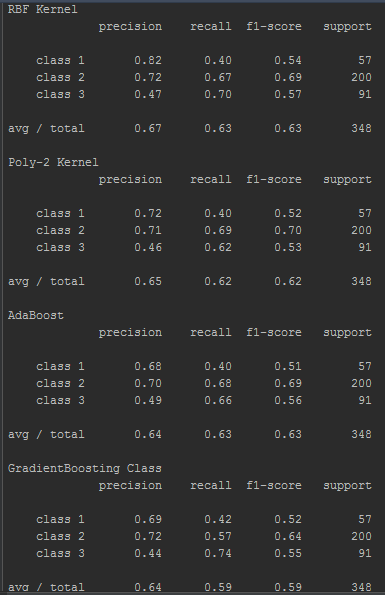 RBF Kernel
precision recall f1-score support
class 1 0.82 0.40 0.54 57
class 2 0.72 0.67 0.69 200
class 3 0.47 0.70 0.57 91
avg / total 0.67 0.63 0.63 348
Poly-2 Kernel
precision recall f1-score support
class 1 0.72 0.40 0.52 57
class 2 0.71 0.69 0.70 200
class 3 0.46 0.62 0.53 91
avg / total 0.65 0.62 0.62 348
AdaBoost
precision recall f1-score support
class 1 0.68 0.40 0.51 57
class 2 0.70 0.68 0.69 200
class 3 0.49 0.66 0.56 91
avg / total 0.64 0.63 0.63 348
GradientBoosting Class
precision recall f1-score support
class 1 0.69 0.42 0.52 57
class 2 0.72 0.57 0.64 200
class 3 0.44 0.74 0.55 91
avg / total 0.64 0.59 0.59 348